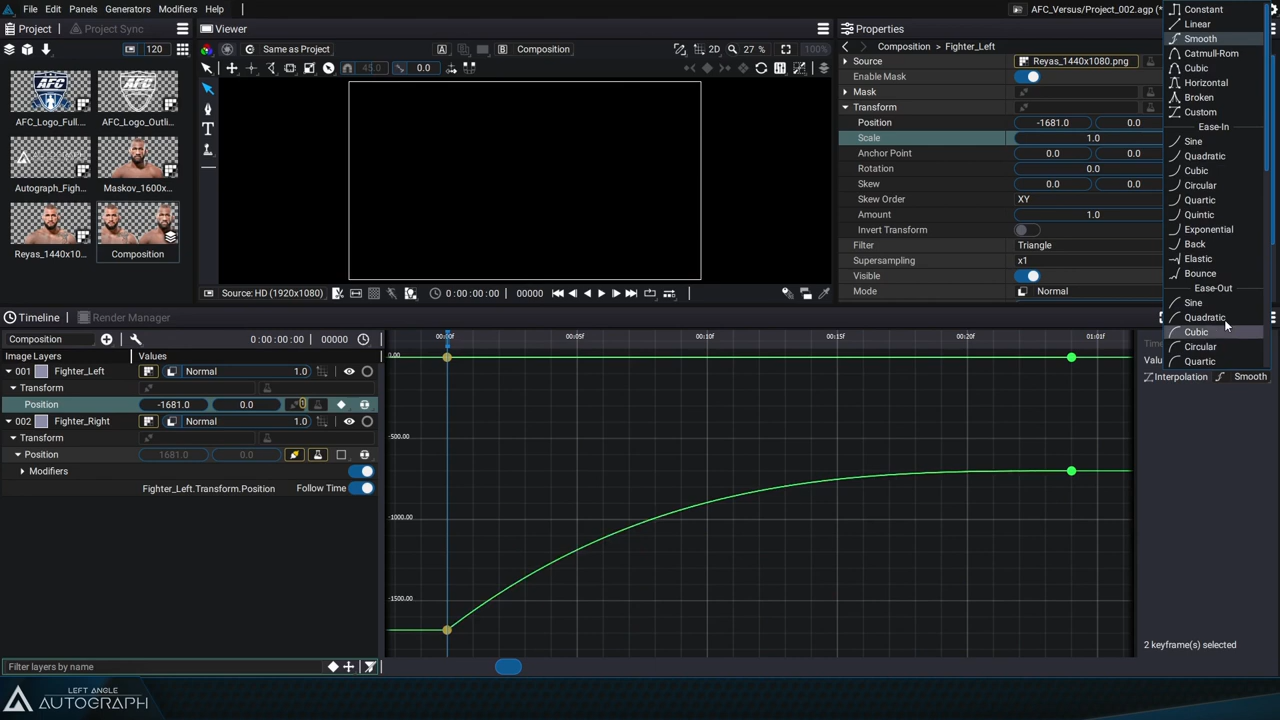 File Edit Panels Generators Modifiers Help
AFC_Versus/Project_002.agp (*
Project Project Sync
Viewer
Properties
120
Same as Project
A
B
Composition
2D
27 %
100%
Composition > Fighter_Left
45.0
0.0
Source Reyas_1440x1080.png
Enable Mask
Mask
Transform
Position -1681.0 0.0
Scale 1.0
Anchor Point 0.0 0.0
Rotation 0.0
Skew 0.0 0.0
Skew Order XY
Amount 1.0
Invert Transform
Filter Triangle
Supersampling x1
Visible
Mode Normal
AFC_Logo_Full.... AFC_Logo_Outli...
Autograph_Figh... Maskov_1600x...
Reyas_1440x10... Composition
Source: HD (1920x1080) 0:00:00:00 00000
Constant
Linear
Smooth
Catmull-Rom
Cubic
Horizontal
Broken
Custom
Ease-In
Sine
Quadratic
Cubic
Circular
Quartic
Quintic
Exponential
Back
Elastic
Bounce
Ease-Out
Sine
Quadratic
Cubic
Circular
Quartic
Timeline Render Manager
Composition 0:00:00:00 00000
Image Layers Values
001 Fighter_Left Normal 1.0
Transform
Position -1681.0 0.0
002 Fighter_Right Normal 1.0
Transform
Position 1681.0 0.0
Modifiers
Fighter_Left.Transform.Position Follow Time
00:00f 00:05f 00:10f 00:15f 00:20f 01:01f
0.00
-500.00
-1000.00
-1500.00
Interpolation Smooth
2 keyframe(s) selected
Filter layers by name
LEFT ANGLE
AUTOGRAPH